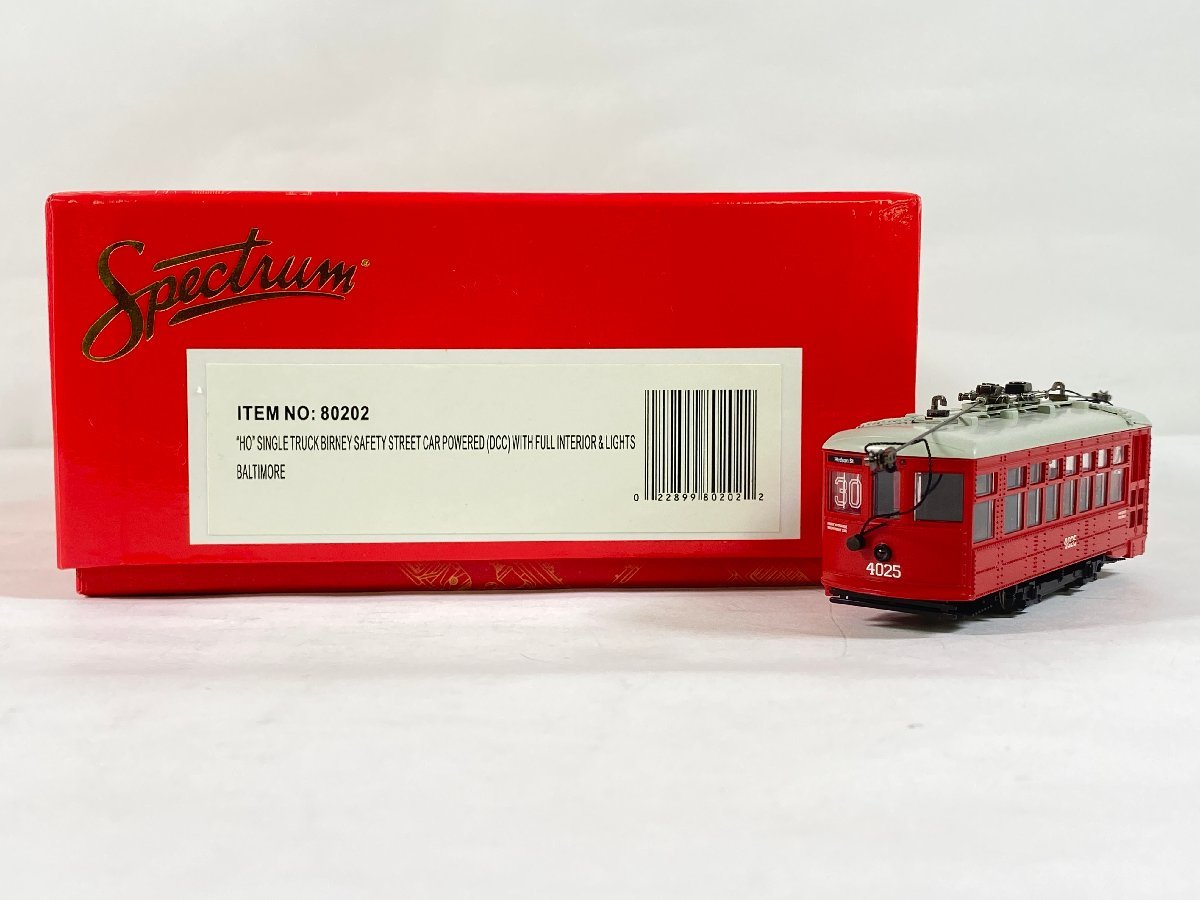 Spectrum®
ITEM NO: 80202
"HO" SINGLE TRUCK BIRNEY SAFETY STREET CAR POWERED (DCC) WITH FULL INTERIOR & LIGHTS
BALTIMORE
0 22899 80202 2
30
4025